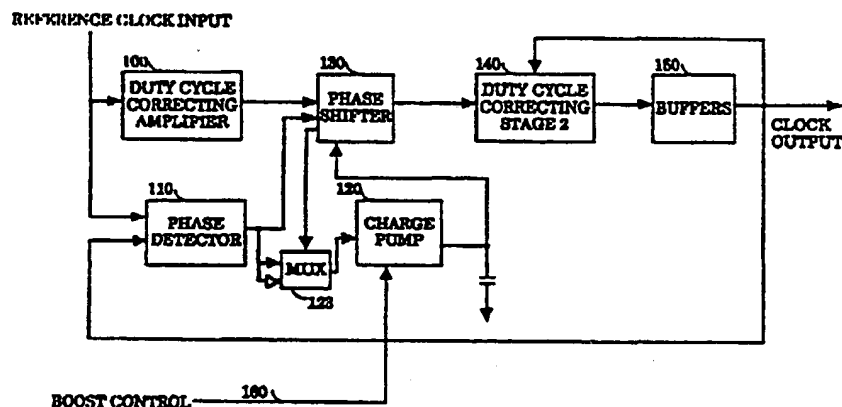 REFERENCE CLOCK INPUT
100
DUTY CYCLE
CORRECTING
AMPLIFIER
130
PHASE
SHIFTER
140
DUTY CYCLE
CORRECTING
STAGE 2
150
BUFFERS
CLOCK
OUTPUT
110
PHASE
DETECTOR
120
CHARGE
PUMP
MUX
123
BOOST CONTROL
160